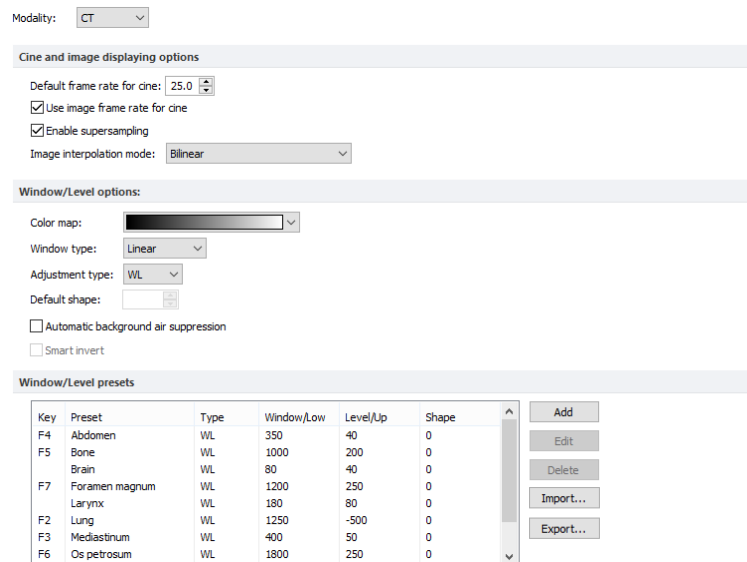 Modality: CT
Cine and image displaying options
Default frame rate for cine: 25.0
Use image frame rate for cine
Enable supersampling
Image interpolation mode: Bilinear
Window/Level options:
Color map:
Window type: Linear
Adjustment type: WL
Default shape:
Automatic background air suppression
Smart invert
Window/Level presets
Key Preset Type Window/Low Level/Up Shape
F4 Abdomen WL 350 40 0
F5 Bone WL 1000 200 0
Brain WL 80 40 0
F7 Foramen magnum WL 1200 250 0
Larynx WL 180 80 0
F2 Lung WL 1250 -500 0
F3 Mediastinum WL 400 50 0
F6 Os petrosum WL 1800 250 0
Add
Edit
Delete
Import...
Export...